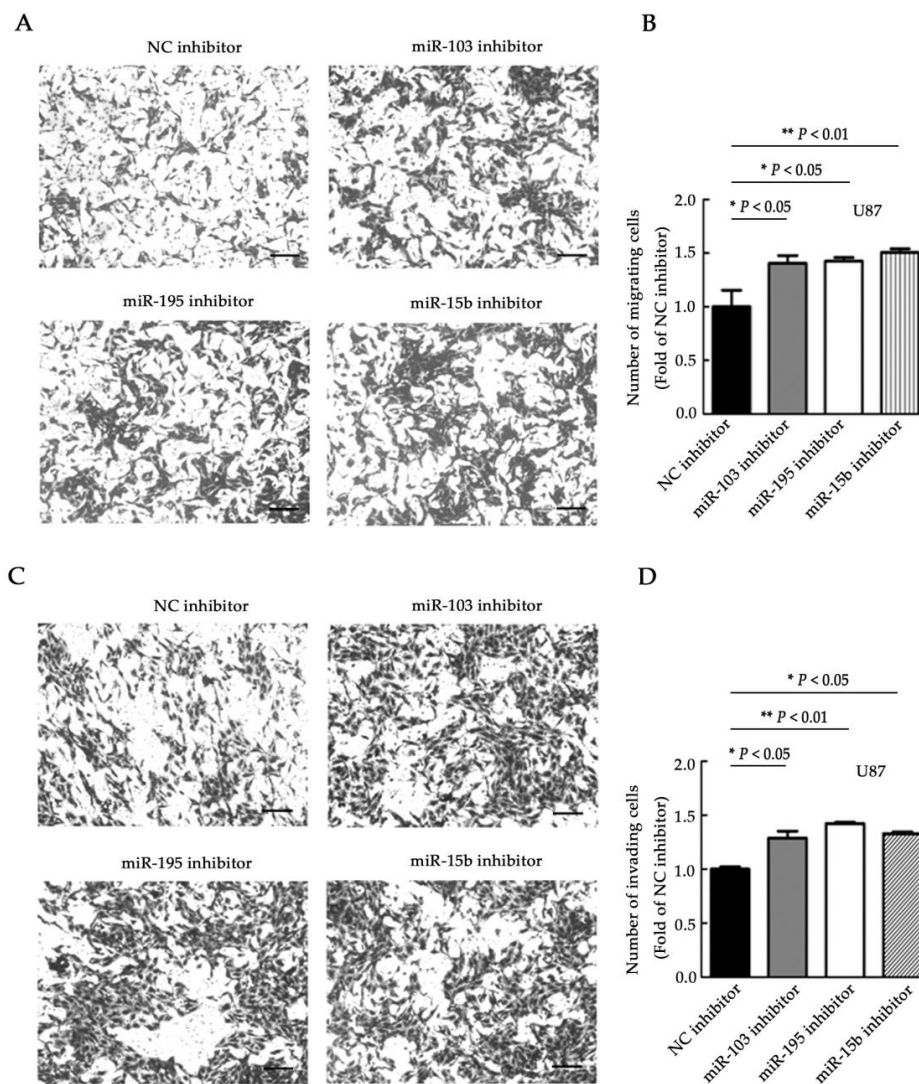 A
NC inhibitor
miR-103 inhibitor
miR-195 inhibitor
miR-15b inhibitor
B
** P < 0.01
* P < 0.05
* P < 0.05
U87
Number of migrating cells
(Fold of NC inhibitor)
2.0
1.5
1.0
0.5
0.0
NC inhibitor
miR-103 inhibitor
miR-195 inhibitor
miR-15b inhibitor
C
NC inhibitor
miR-103 inhibitor
miR-195 inhibitor
miR-15b inhibitor
D
* P < 0.05
** P < 0.01
* P < 0.05
U87
Number of invading cells
(Fold of NC inhibitor)
2.0
1.5
1.0
0.5
0.0
NC inhibitor
miR-103 inhibitor
miR-195 inhibitor
miR-15b inhibitor